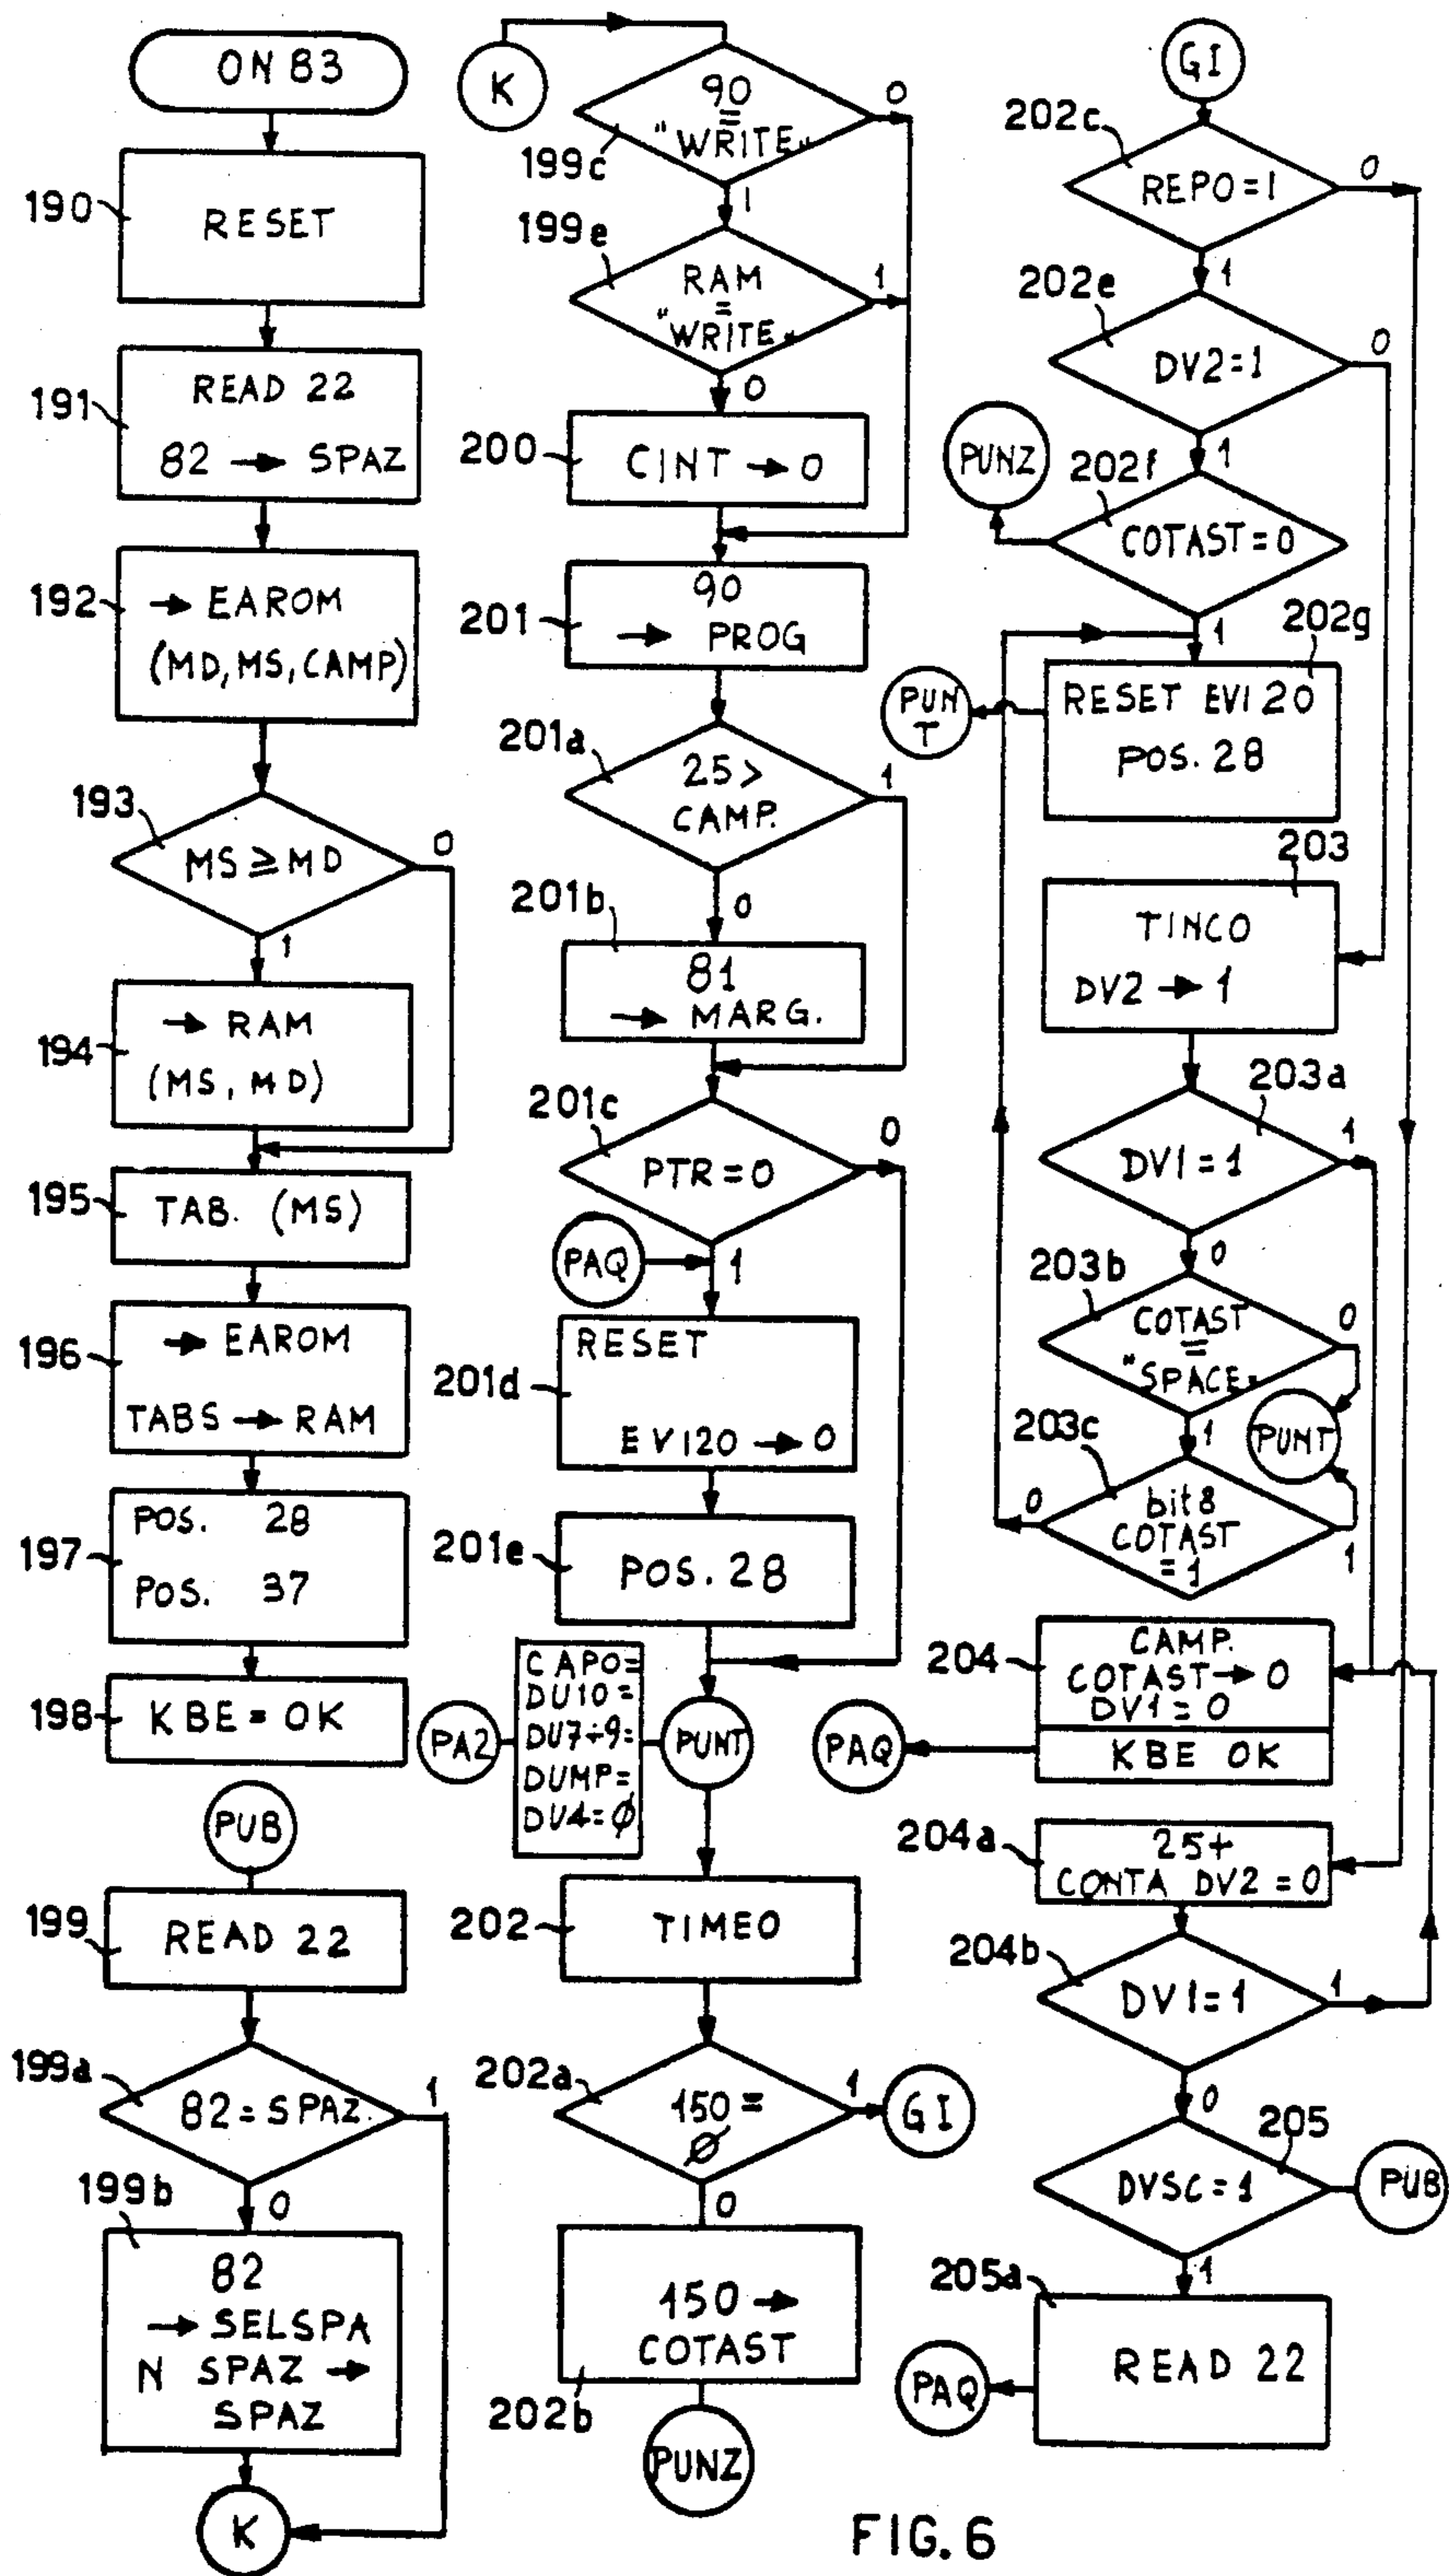 ON 83
190
RESET
191
READ 22
82 → SPAZ
192
→ EAROM
(MD, MS, CAMP)
193
MS ≥ MD
0
1
194
→ RAM
(MS, MD)
195
TAB. (MS)
196
→ EAROM
TABS → RAM
197
POS. 28
POS. 37
198
KBE = OK
PUB
199
READ 22
199a
82 = SPAZ.
1
0
199b
82
→ SELSPA
N SPAZ →
SPAZ
K
K
90
=
"WRITE"
0
199c
1
199e
RAM
=
"WRITE"
1
0
200
CINT → 0
201
90
→ PROG
201a
25 >
CAMP.
1
0
201b
81
→ MARG.
201c
PTR = 0
0
PAQ
1
201d
RESET
EV120 → 0
201e
POS. 28
PA2
CAPO =
DU10 =
DU7÷9 =
DUMP =
DV4 = Ø
PUNT
202
TIMEO
202a
150 =
Ø
1
GI
0
202b
150 →
COTAST
PUNZ
GI
202c
REPO = 1
0
1
202e
DV2 = 1
0
1
PUNZ
202f
COTAST = 0
1
202g
PUN
T
RESET EV120
POS. 28
203
TINCO
DV2 → 1
203a
DV1 = 1
1
0
203b
COTAST
=
"SPACE"
0
1
PUNT
203c
bit8
COTAST
= 1
0
1
204
CAMP.
COTAST → 0
DV1 = 0
PAQ
KBE OK
204a
25+
CONTA DV2 = 0
204b
DV1 = 1
1
0
205
DVSC = 1
PUB
1
205a
READ 22
PAQ
FIG. 6